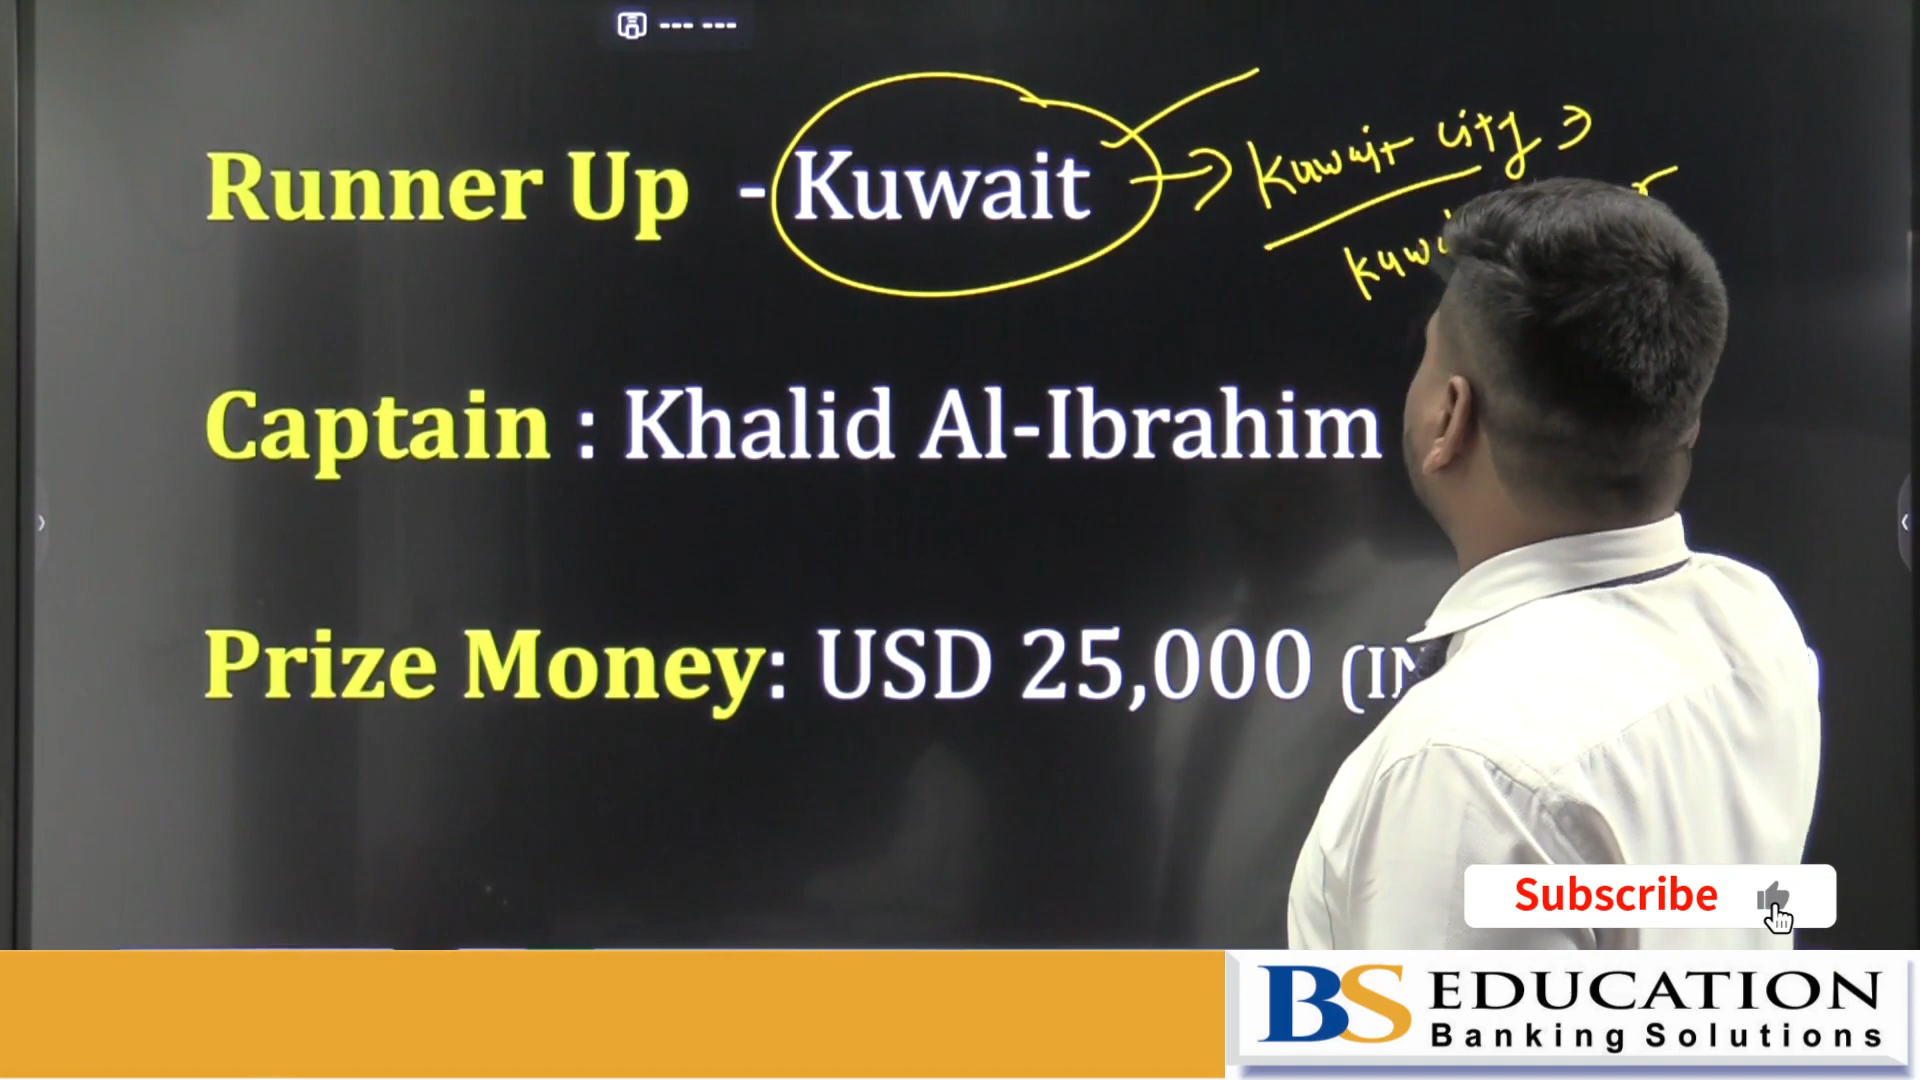 Runner Up - Kuwait
Kuwait city
Captain : Khalid Al-Ibrahim
Prize Money: USD 25,000
Subscribe
BS EDUCATION
Banking Solutions